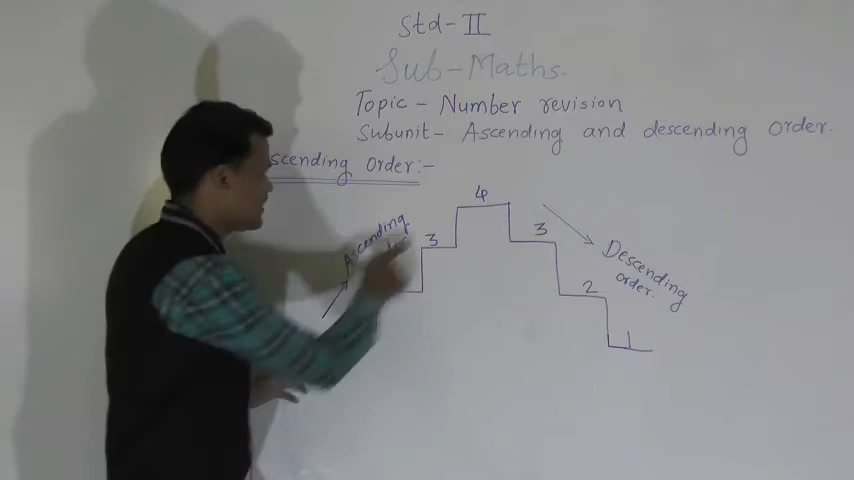 Std - II
Sub - Maths.
Topic - Number revision
Subunit - Ascending and descending order.
scending order:-
4
Ascending
3
3
Descending
order.
2
1